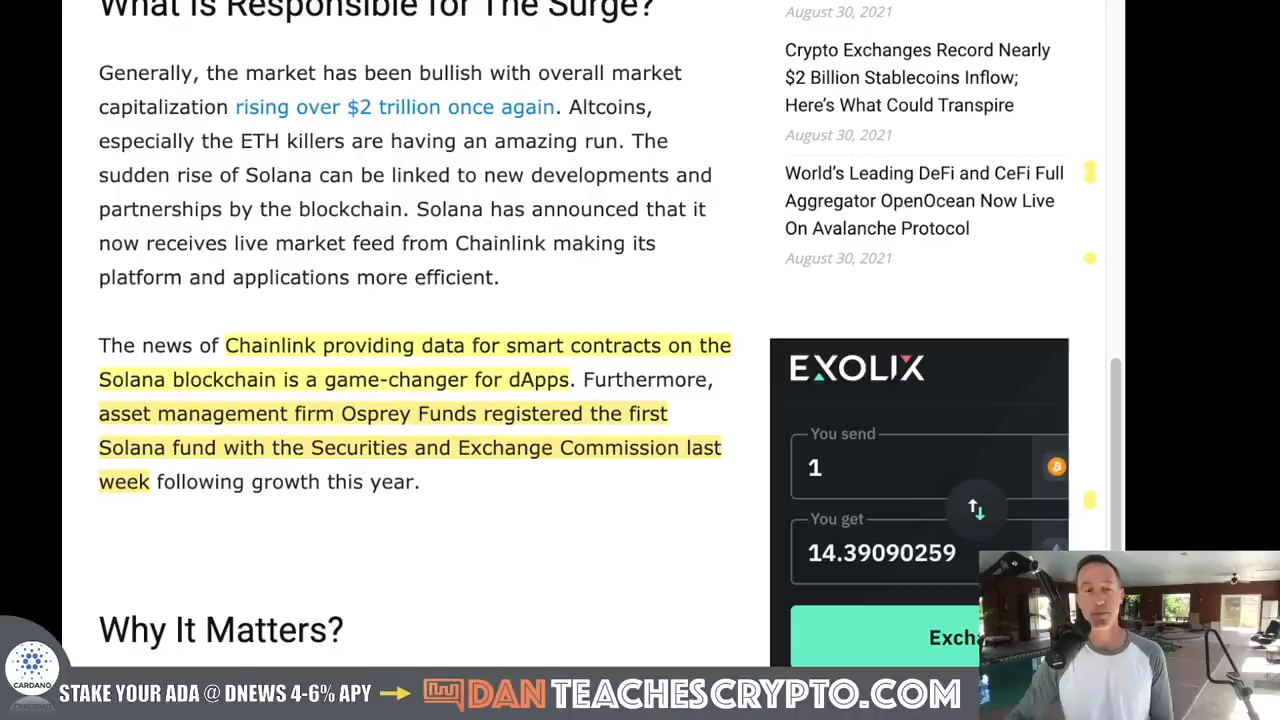 What Is Responsible for The Surge?
Generally, the market has been bullish with overall market
capitalization rising over $2 trillion once again. Altcoins,
especially the ETH killers are having an amazing run. The
sudden rise of Solana can be linked to new developments and
partnerships by the blockchain. Solana has announced that it
now receives live market feed from Chainlink making its
platform and applications more efficient.
The news of Chainlink providing data for smart contracts on the
Solana blockchain is a game-changer for dApps. Furthermore,
asset management firm Osprey Funds registered the first
Solana fund with the Securities and Exchange Commission last
week following growth this year.
Why It Matters?
August 30, 2021
Crypto Exchanges Record Nearly
$2 Billion Stablecoins Inflow;
Here's What Could Transpire
August 30, 2021
World's Leading DeFi and CeFi Full
Aggregator OpenOcean Now Live
On Avalanche Protocol
August 30, 2021
EXOLIX
You send
1
You get
14.39090259
Excha
CARDANO
STAKE YOUR ADA @ DNEWS 4-6% APY
DANTEACHESCRYPTO.COM